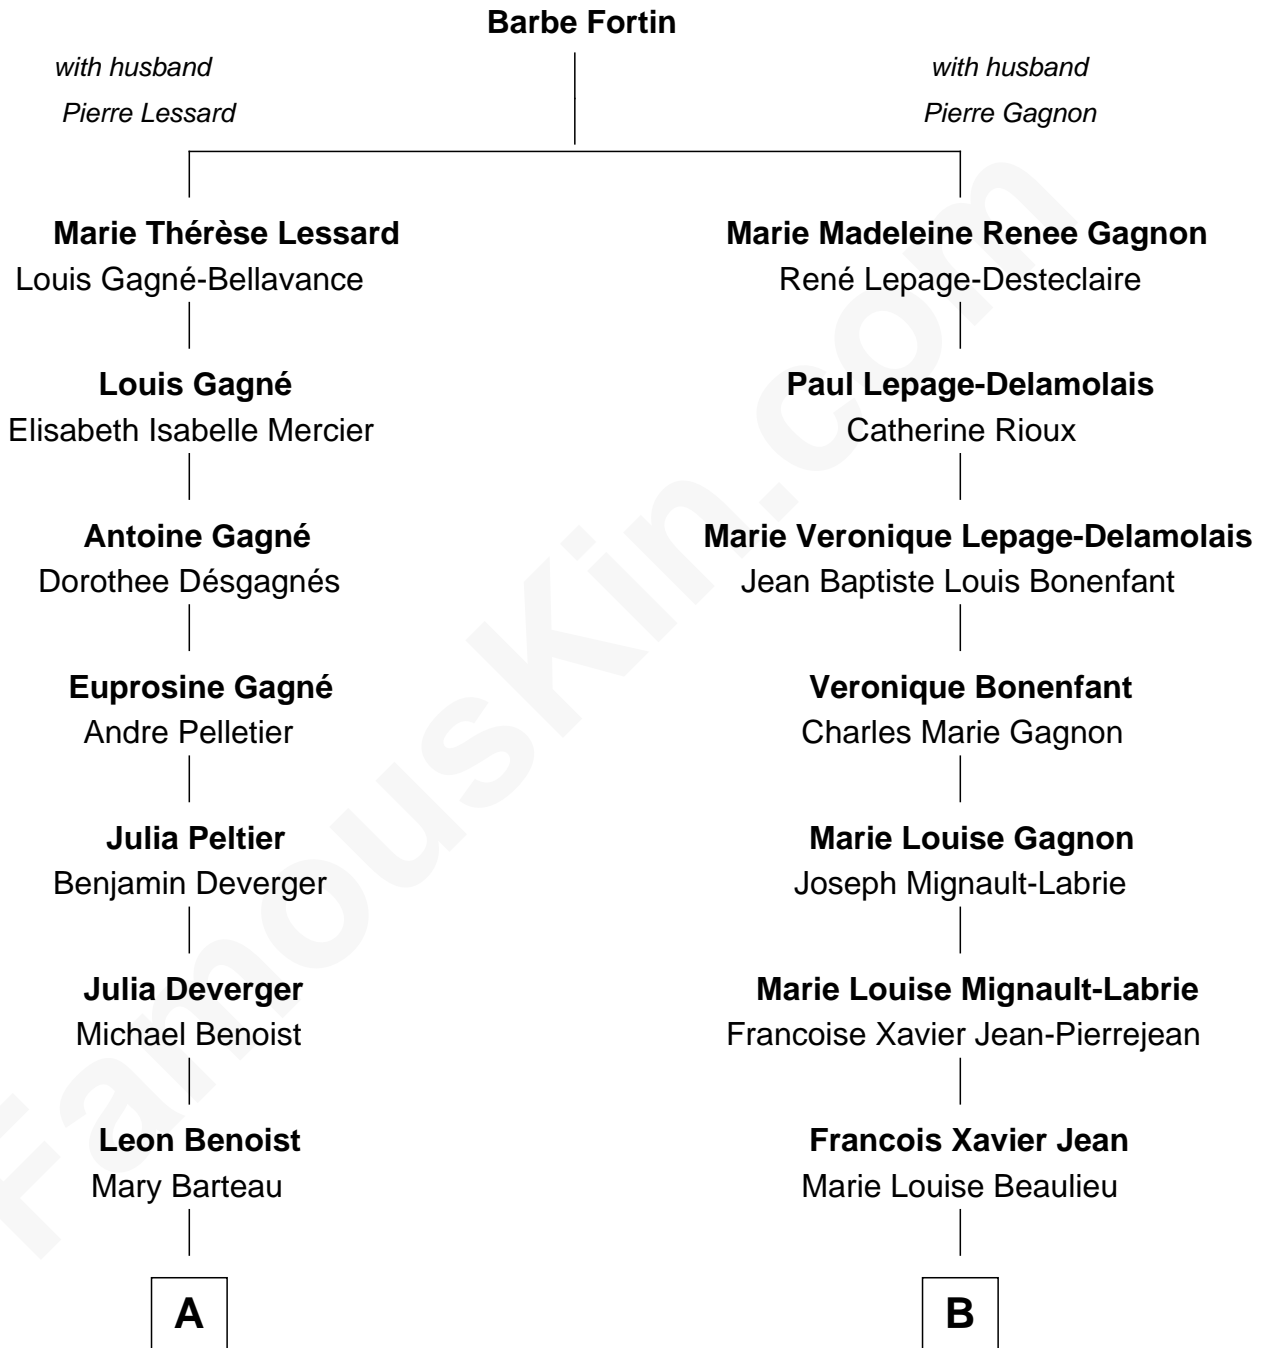 Barbe Fortin
with husband
Pierre Lessard
with husband
Pierre Gagnon
Marie Thérèse Lessard
Louis Gagné-Bellavance
Marie Madeleine Renee Gagnon
René Lepage-Desteclaire
Louis Gagné
Elisabeth Isabelle Mercier
Paul Lepage-Delamolais
Catherine Rioux
Antoine Gagné
Dorothee Désgagnés
Marie Veronique Lepage-Delamolais
Jean Baptiste Louis Bonenfant
Euprosine Gagné
Andre Pelletier
Veronique Bonenfant
Charles Marie Gagnon
Julia Peltier
Benjamin Deverger
Marie Louise Gagnon
Joseph Mignault-Labrie
Julia Deverger
Michael Benoist
Marie Louise Mignault-Labrie
Francoise Xavier Jean-Pierrejean
Leon Benoist
Mary Barteau
Francois Xavier Jean
Marie Louise Beaulieu
A
B
FamousKin.com